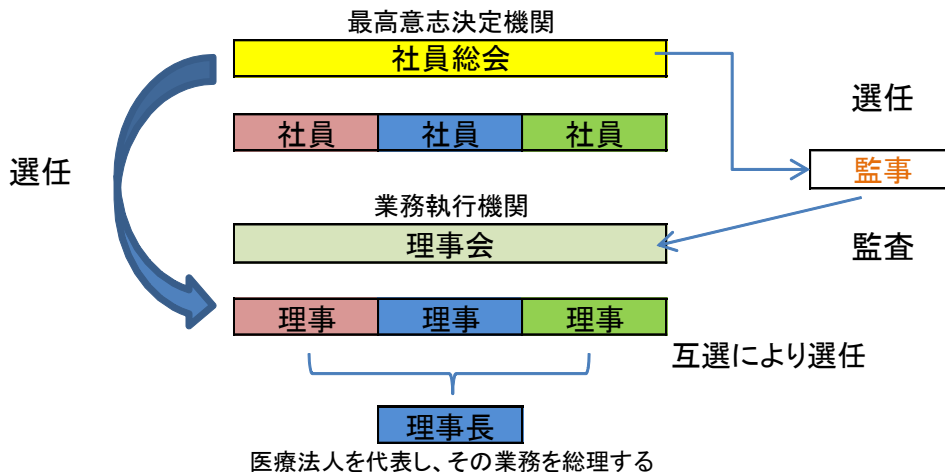 最高意志決定機関
社員総会
選任
社員 社員 社員
選任
監事
業務執行機関
理事会
監査
理事 理事 理事
互選により選任
理事長
医療法人を代表し、その業務を総理する